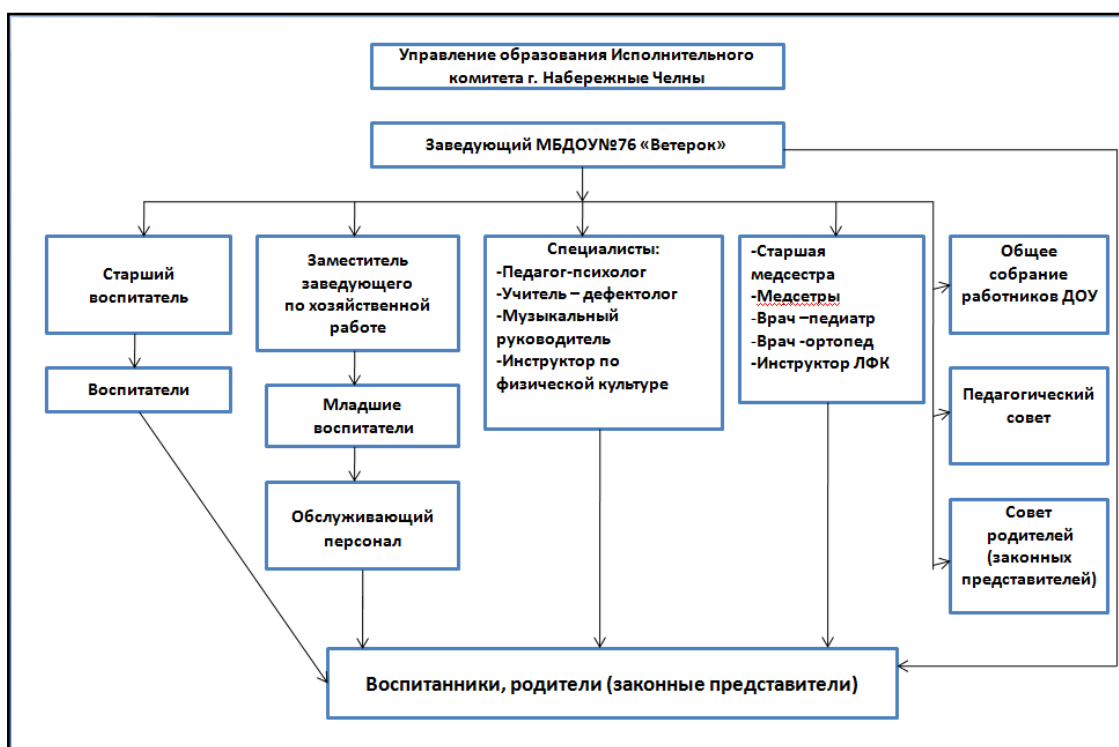 Управление образования Исполнительного
комитета г. Набережные Челны
Заведующий МБДОУ№76 «Ветерок»
Старший
воспитатель
Воспитатели
Заместитель
заведующего
по хозяйственной
работе
Младшие
воспитатели
Обслуживающий
персонал
Специалисты:
-Педагог-психолог
-Учитель – дефектолог
-Музыкальный
руководитель
-Инструктор по
физической культуре
-Старшая
медсестра
-Медсетры
-Врач –педиатр
-Врач -ортопед
-Инструктор ЛФК
Общее
собрание
работников ДОУ
Педагогический
совет
Совет
родителей
(законных
представителей)
Воспитанники, родители (законные представители)